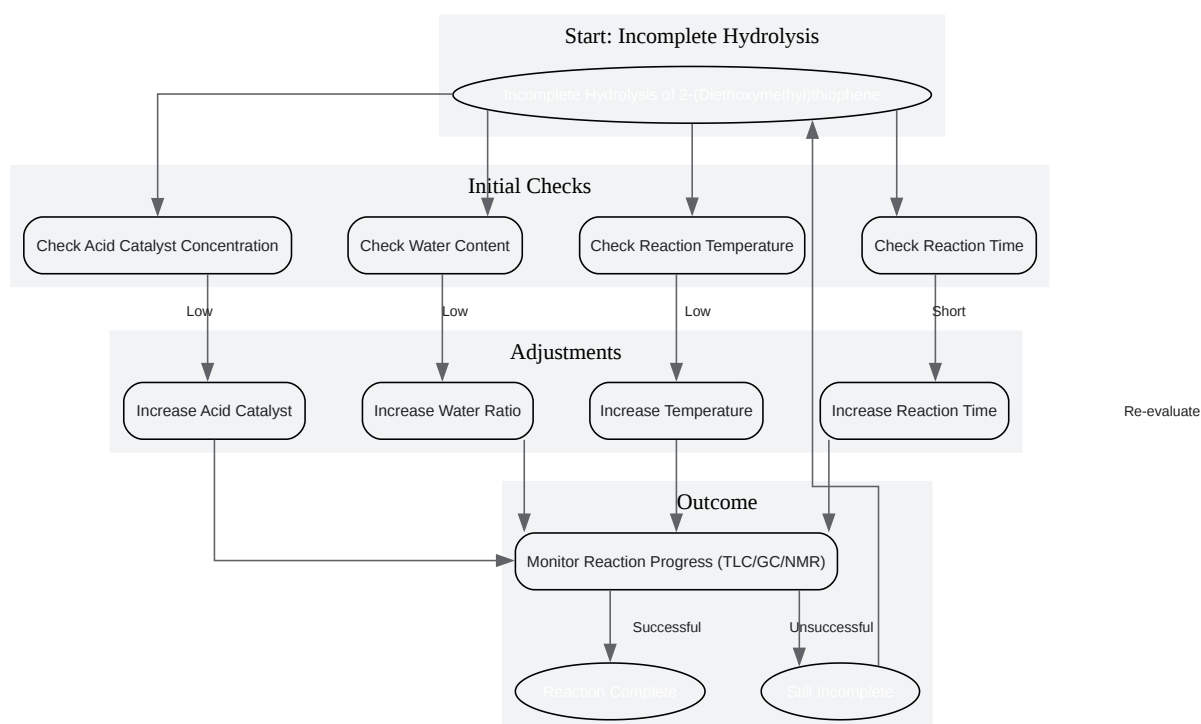 Start: Incomplete Hydrolysis
Incomplete Hydrolysis of 2-(Diethoxymethyl)thiophene
Initial Checks
Check Acid Catalyst Concentration
Check Water Content
Check Reaction Temperature
Check Reaction Time
Low
Low
Low
Short
Adjustments
Increase Acid Catalyst
Increase Water Ratio
Increase Temperature
Increase Reaction Time
Re-evaluate
Outcome
Monitor Reaction Progress (TLC/GC/NMR)
Successful
Unsuccessful
Reaction Complete
Still Incomplete